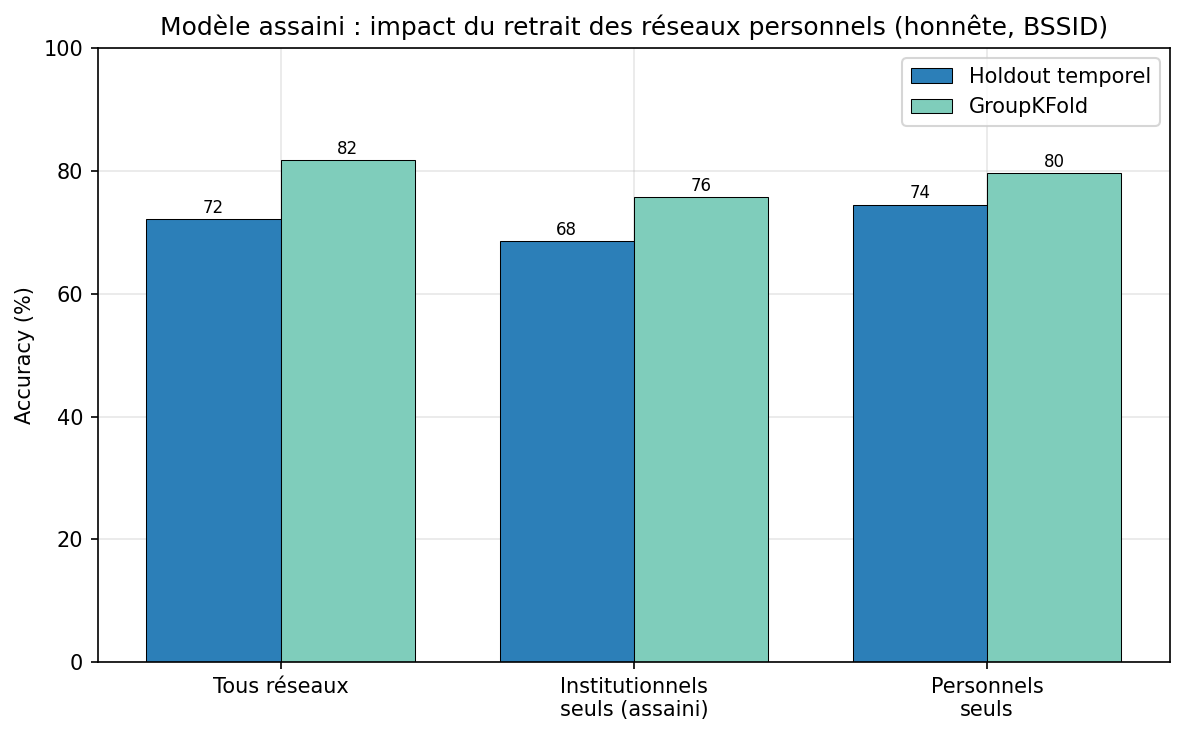 Modèle assaini : impact du retrait des réseaux personnels (honnête, BSSID)
Holdout temporel
GroupKFold
Accuracy (%)
100
80
60
40
20
0
72
82
68
76
74
80
Tous réseaux
Institutionnels
seuls (assaini)
Personnels
seuls